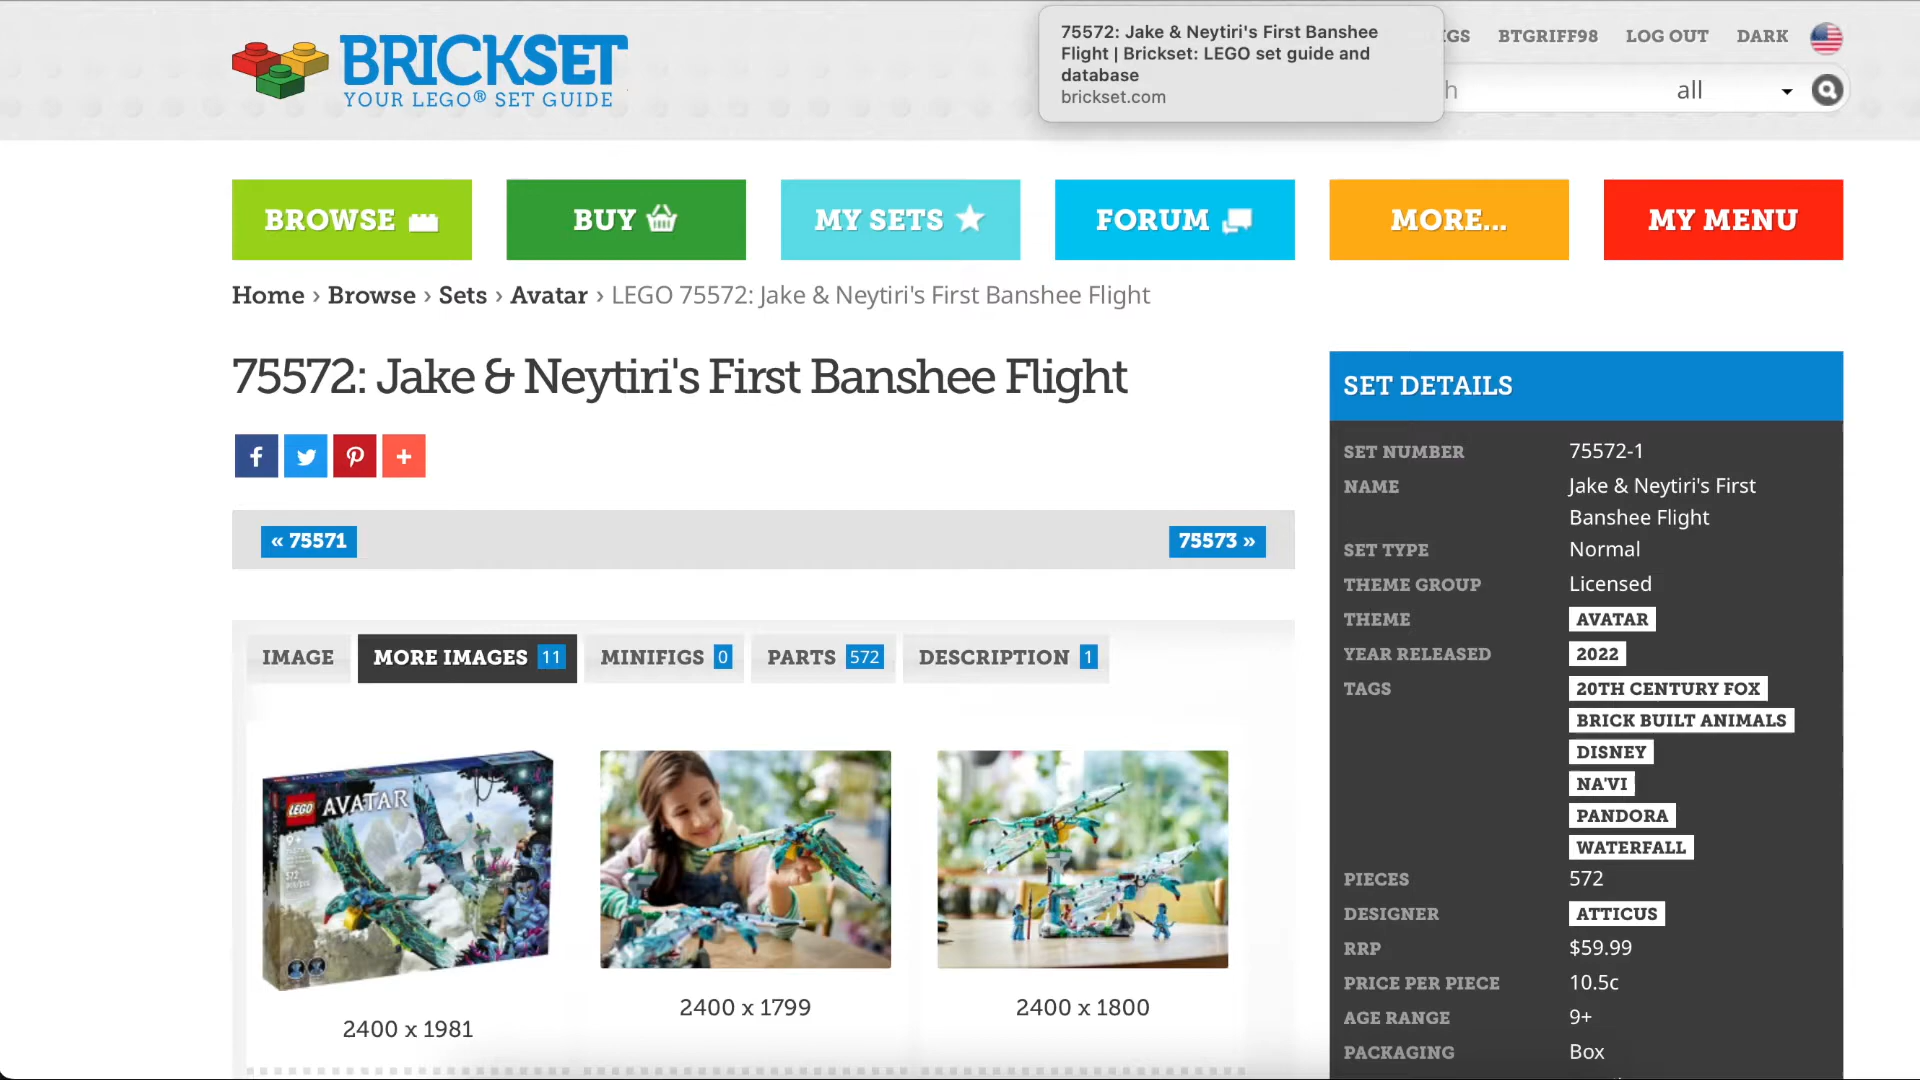 BRICKSET
YOUR LEGO® SET GUIDE
75572: Jake & Neytiri's First Banshee
Flight | Brickset: LEGO set guide and
database
brickset.com
BTGRIFF98
LOG OUT
DARK
all
BROWSE
BUY
MY SETS
FORUM
MORE...
MY MENU
Home › Browse › Sets › Avatar › LEGO 75572: Jake & Neytiri's First Banshee Flight
75572: Jake & Neytiri's First Banshee Flight
« 75571
75573 »
IMAGE
MORE IMAGES 11
MINIFIGS 0
PARTS 572
DESCRIPTION 1
LEGO AVATAR
9+
572
2400 x 1981
2400 x 1799
2400 x 1800
SET DETAILS
SET NUMBER 75572-1
NAME Jake & Neytiri's First
Banshee Flight
SET TYPE Normal
THEME GROUP Licensed
THEME AVATAR
YEAR RELEASED 2022
TAGS 20TH CENTURY FOX
BRICK BUILT ANIMALS
DISNEY
NA'VI
PANDORA
WATERFALL
PIECES 572
DESIGNER ATTICUS
RRP $59.99
PRICE PER PIECE 10.5c
AGE RANGE 9+
PACKAGING Box